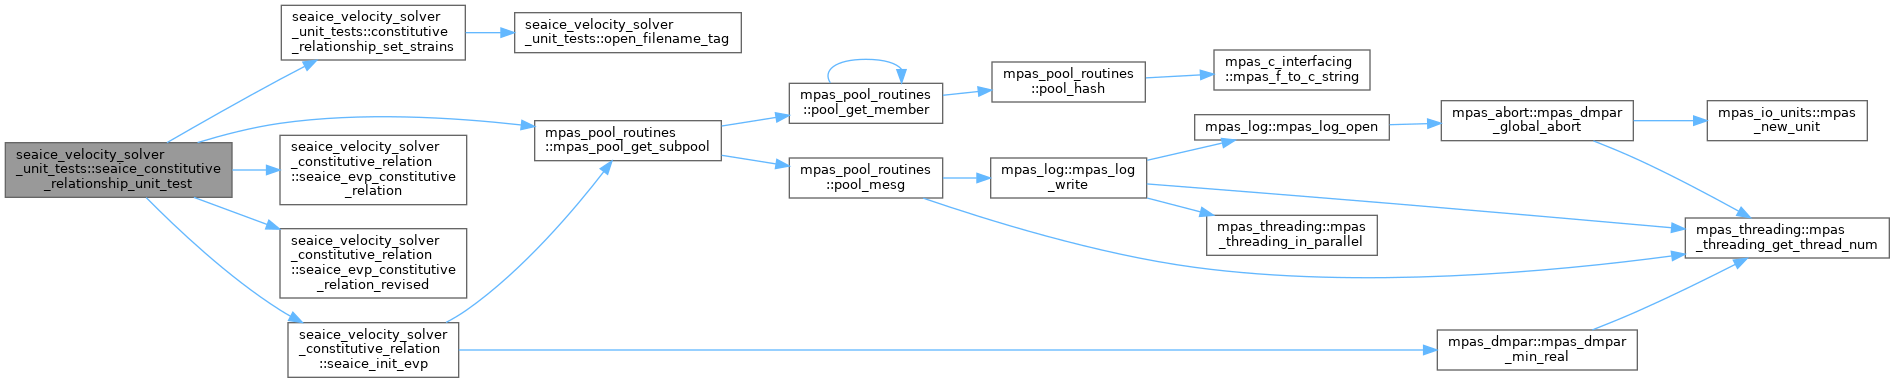 seaice_velocity_solver
_unit_tests::seaice_constitutive
_relationship_unit_test
seaice_velocity_solver
_unit_tests::constitutive
_relationship_set_strains
seaice_velocity_solver
_unit_tests::open_filename_tag
seaice_velocity_solver
_constitutive_relation
::seaice_evp_constitutive
_relation
seaice_velocity_solver
_constitutive_relation
::seaice_evp_constitutive
_relation_revised
seaice_velocity_solver
_constitutive_relation
::seaice_init_evp
mpas_pool_routines
::mpas_pool_get_subpool
mpas_pool_routines
::pool_get_member
mpas_pool_routines
::pool_hash
mpas_c_interfacing
::mpas_f_to_c_string
mpas_pool_routines
::pool_mesg
mpas_log::mpas_log
_write
mpas_log::mpas_log_open
mpas_abort::mpas_dmpar
_global_abort
mpas_io_units::mpas
_new_unit
mpas_threading::mpas
_threading_in_parallel
mpas_threading::mpas
_threading_get_thread_num
mpas_dmpar::mpas_dmpar
_min_real